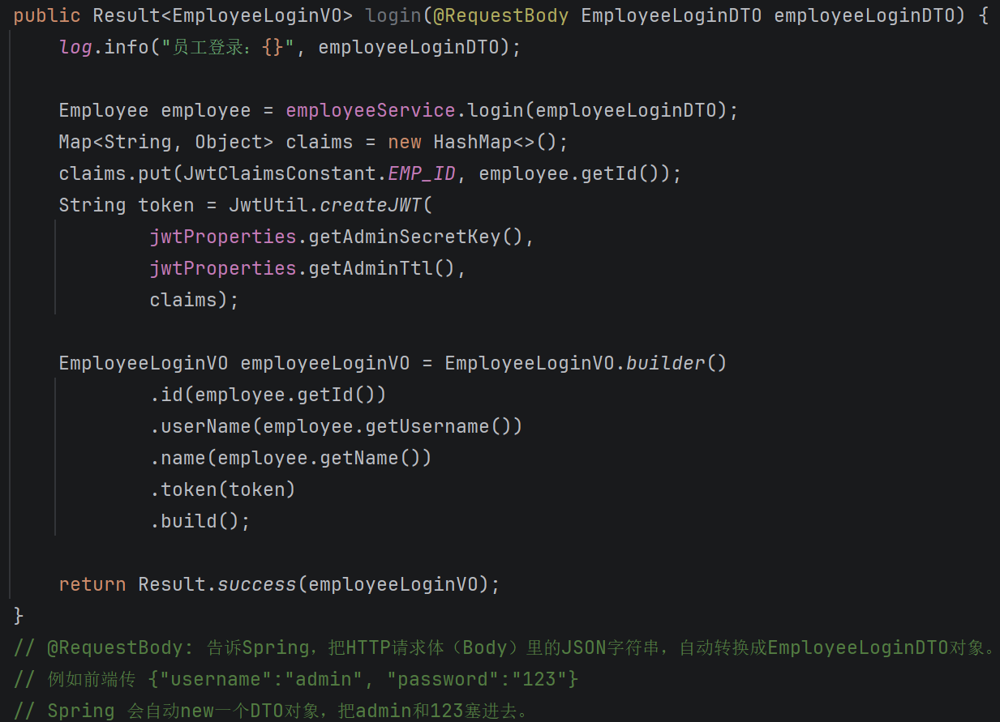 public Result<EmployeeLoginVO> login(@RequestBody EmployeeLoginDTO employeeLoginDTO) {
    log.info("员工登录：{}", employeeLoginDTO);

    Employee employee = employeeService.login(employeeLoginDTO);
    Map<String, Object> claims = new HashMap<>();
    claims.put(JwtClaimsConstant.EMP_ID, employee.getId());
    String token = JwtUtil.createJWT(
            jwtProperties.getAdminSecretKey(),
            jwtProperties.getAdminTtl(),
            claims);

    EmployeeLoginVO employeeLoginVO = EmployeeLoginVO.builder()
            .id(employee.getId())
            .userName(employee.getUsername())
            .name(employee.getName())
            .token(token)
            .build();

    return Result.success(employeeLoginVO);
}
// @RequestBody: 告诉Spring，把HTTP请求体（Body）里的JSON字符串，自动转换成EmployeeLoginDTO对象。
// 例如前端传 {"username":"admin", "password":"123"}
// Spring 会自动new一个DTO对象，把admin和123塞进去。